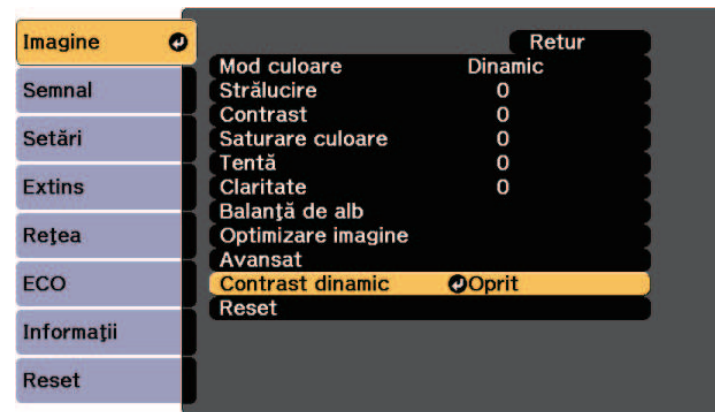 Imagine
Semnal
Setări
Extins
Reţea
ECO
Informaţii
Reset
Retur
Mod culoare Dinamic
Strălucire 0
Contrast 0
Saturare culoare 0
Tentă 0
Claritate 0
Balanţă de alb
Optimizare imagine
Avansat
Contrast dinamic Oprit
Reset